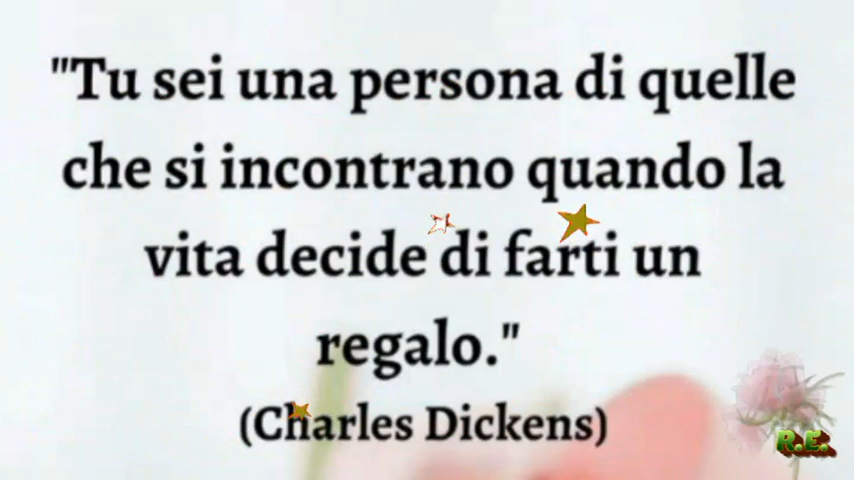 "Tu sei una persona di quelle
che si incontrano quando la
vita decide di farti un
regalo."
(Charles Dickens)
R.E.